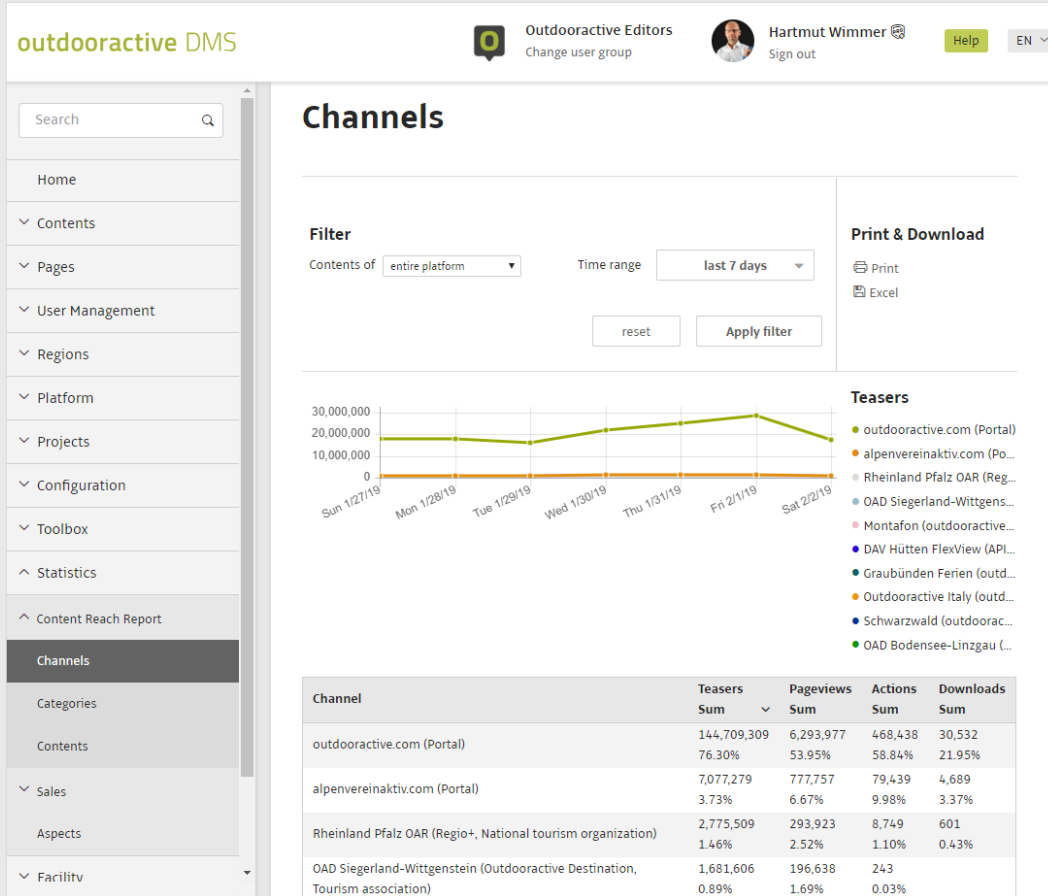 outdooractive DMS
Outdooractive Editors
Change user group
Hartmut Wimmer
Sign out
Help
EN
Search
Home
Contents
Pages
User Management
Regions
Platform
Projects
Configuration
Toolbox
Statistics
Content Reach Report
Channels
Categories
Contents
Sales
Aspects
Facility
Channels
Filter
Contents of entire platform
Time range last 7 days
reset
Apply filter
Print & Download
Print
Excel
30,000,000
20,000,000
10,000,000
0
Sun 1/27/19
Mon 1/28/19
Tue 1/29/19
Wed 1/30/19
Thu 1/31/19
Fri 2/1/19
Sat 2/2/19
Teasers
outdooractive.com (Portal)
alpenvereinaktiv.com (Po...
Rheinland Pfalz OAR (Reg...
OAD Siegerland-Wittgens...
Montafon (outdooractive...
DAV Hütten FlexView (API...
Graubünden Ferien (outd...
Outdooractive Italy (outd...
Schwarzwald (outdoorac...
OAD Bodensee-Linzgau (...
Channel
Teasers Pageviews Actions Downloads
Sum Sum Sum Sum
outdooractive.com (Portal)
144,709,309 6,293,977 468,438 30,532
76.30% 53.95% 58.84% 21.95%
alpenvereinaktiv.com (Portal)
7,077,279 777,757 79,439 4,689
3.73% 6.67% 9.98% 3.37%
Rheinland Pfalz OAR (Regio+, National tourism organization)
2,775,509 293,923 8,749 601
1.46% 2.52% 1.10% 0.43%
OAD Siegerland-Wittgenstein (Outdooractive Destination,
Tourism association)
1,681,606 196,638 243
0.89% 1.69% 0.03%